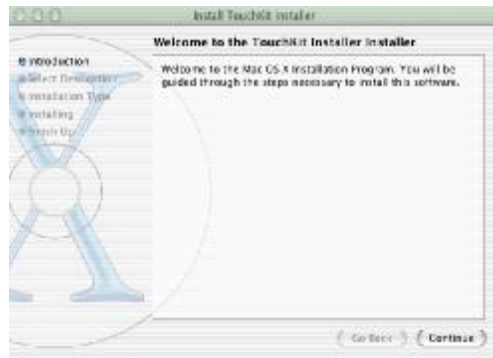 Install TouchKit Installer
Welcome to the TouchKit Installer Installer
Introduction
Select Destination
Installation Type
Installing
Finish Up
Welcome to the Mac OS X Installation Program. You will be
guided through the steps necessary to install this software.
Go Back
Continue